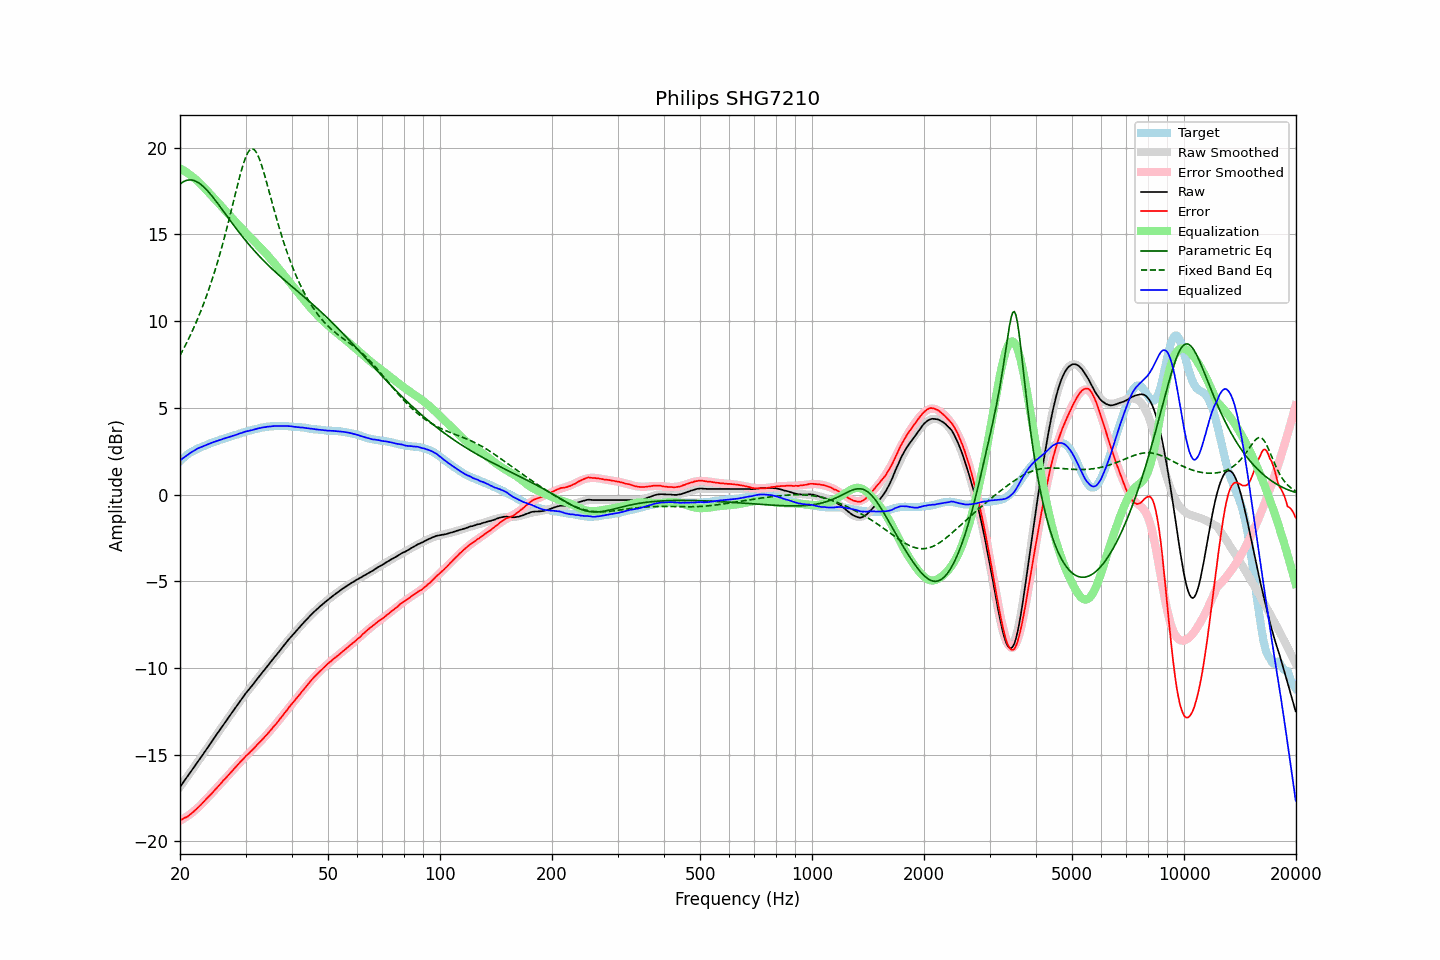 Philips SHG7210
Target
Raw Smoothed
Error Smoothed
Raw
Error
Equalization
Parametric Eq
Fixed Band Eq
Equalized
Amplitude (dBr)
20
15
10
5
0
−5
−10
−15
−20
20 50 100 200 500 1000 2000 5000 10000 20000
Frequency (Hz)